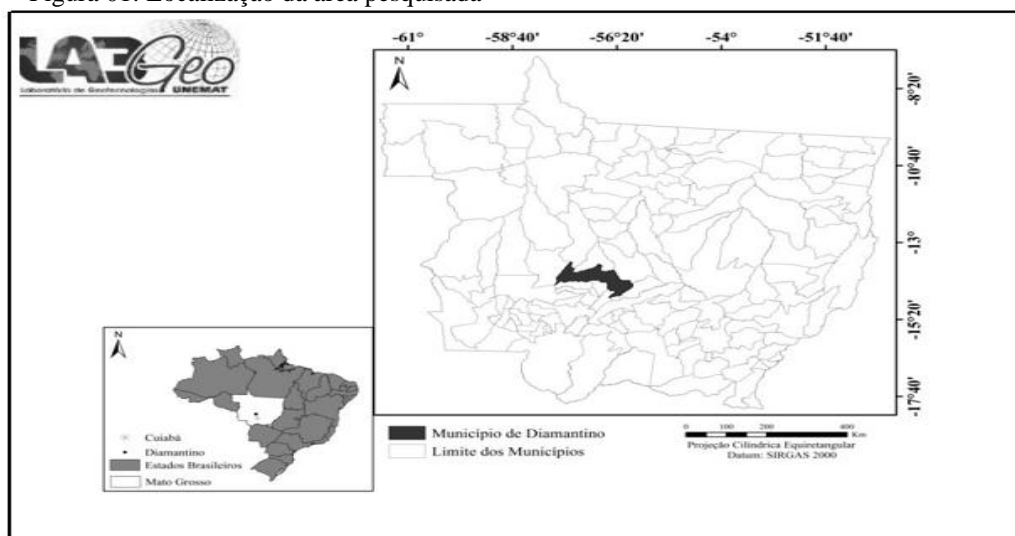 Figura 01: Localização da área pesquisada
LABGeo
Laboratório de Geotecnologias UNEMAT
-61° -58°40' -56°20' -54° -51°40'
N
-8°20'
-10°40'
-13°
-15°20'
-17°40'
N
Cuiabá
Diamantino
Estados Brasileiros
Mato Grosso
Município de Diamantino
Limite dos Municípios
0 100 200 400
Km
Projeção Cilíndrica Equiretangular
Datum: SIRGAS 2000